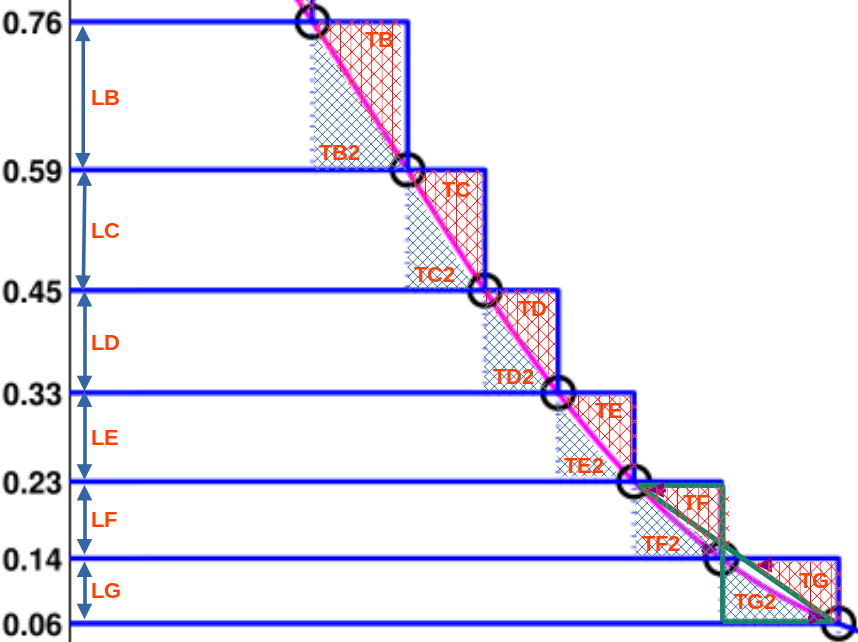 0.76
TB
LB
TB2
0.59
TC
LC
TC2
0.45
TD
LD
TD2
0.33
TE
LE
TE2
0.23
TF
LF
TF2
0.14
TG
LG
TG2
0.06